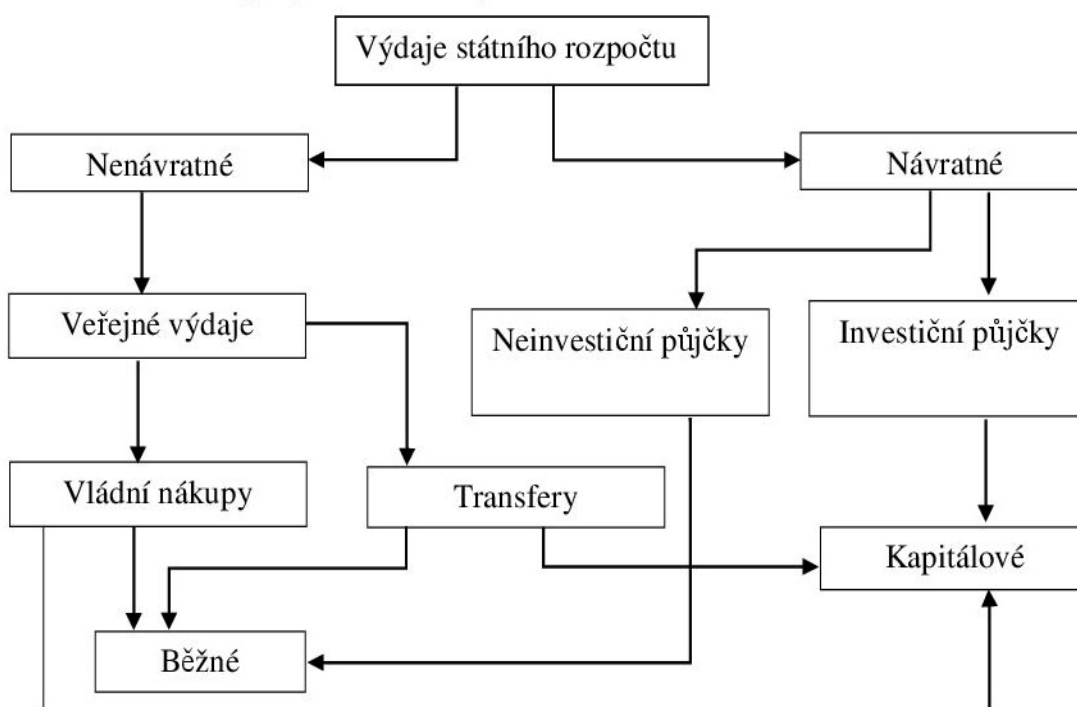 Výdaje státního rozpočtu
Nenávratné
Návratné
Veřejné výdaje
Neinvestiční půjčky
Investiční půjčky
Vládní nákupy
Transfery
Kapitálové
Běžné